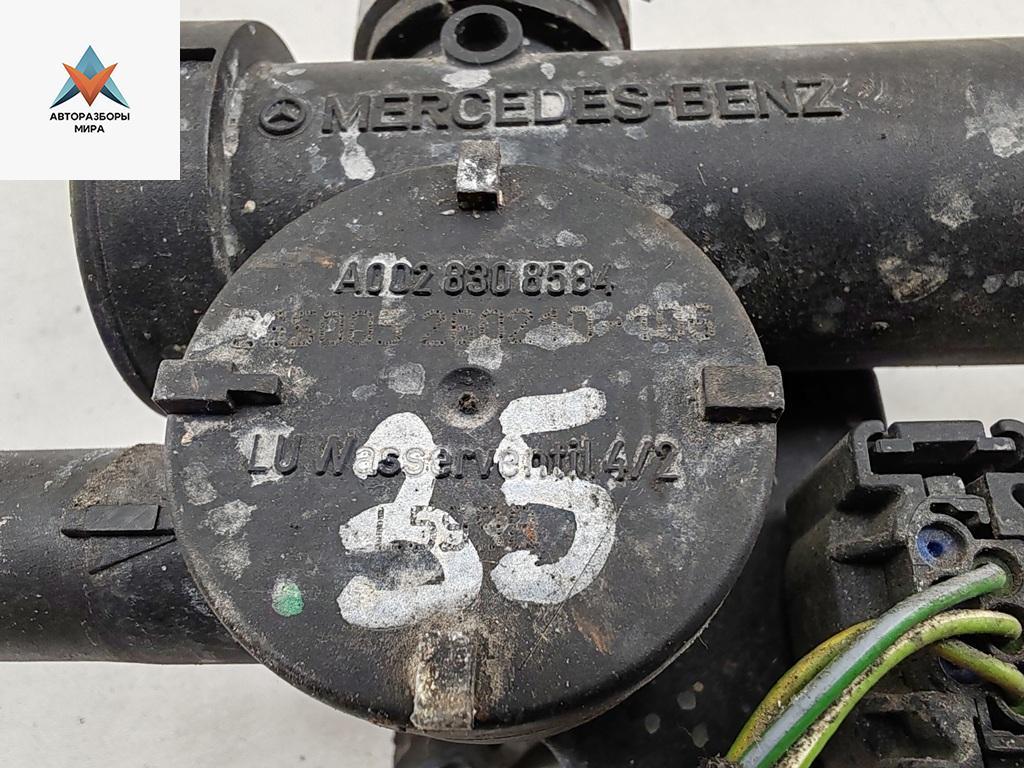 АВТОРАЗБОРЫ
МИРА
MERCEDES-BENZ
A002 830 8584
LU Wasserventil 4/2
35